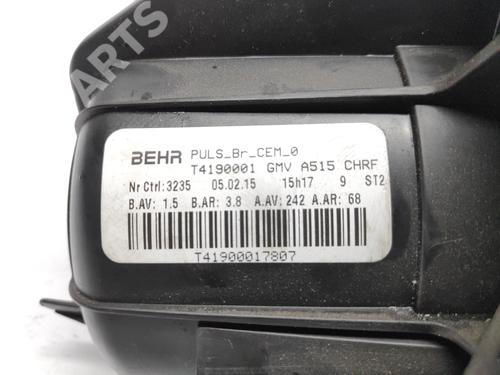 PARTS
BEHR PULS_Br_CEM_0
T4190001 GMV A515 CHRF
Nr Ctrl:3235 05.02.15 15h17 9 ST2
B.AV: 1.5 B.AR: 3.8 A.AV: 242 A.AR: 68
T41900017807